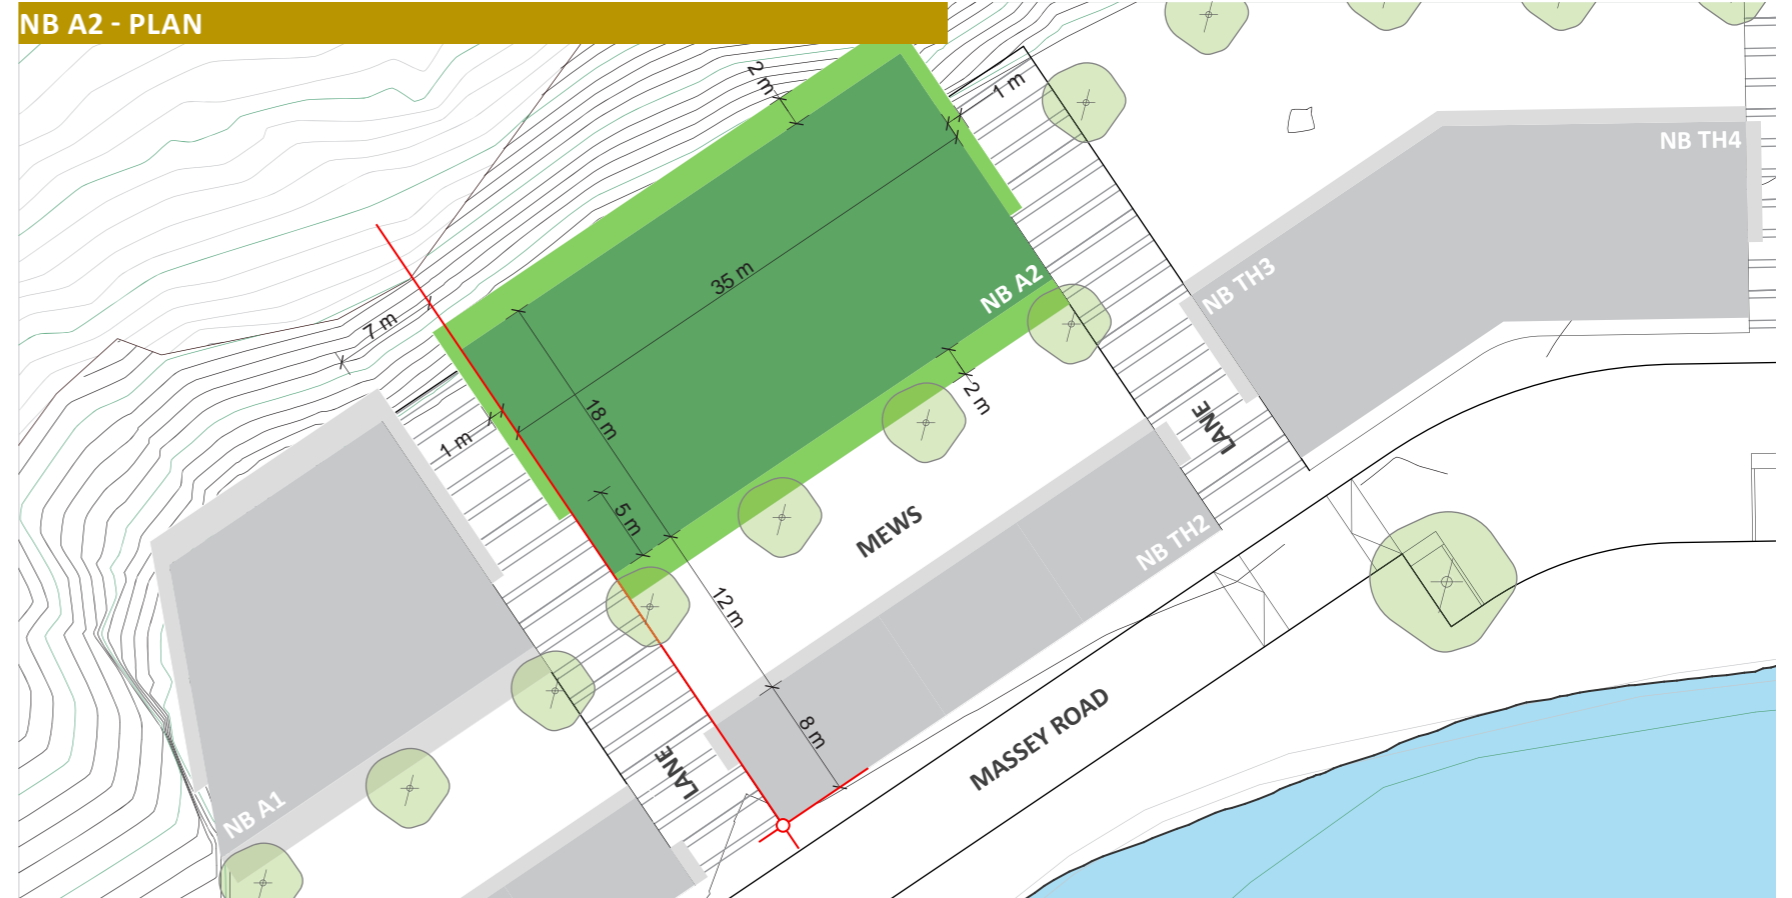 NB A2 - PLAN
2 m
1 m
NB TH4
35 m
NB A2
NB TH3
7 m
2 m
18 m
1 m
LANE
5 m
MEWS
NB TH2
12 m
8 m
LANE
MASSEY ROAD
NB A1